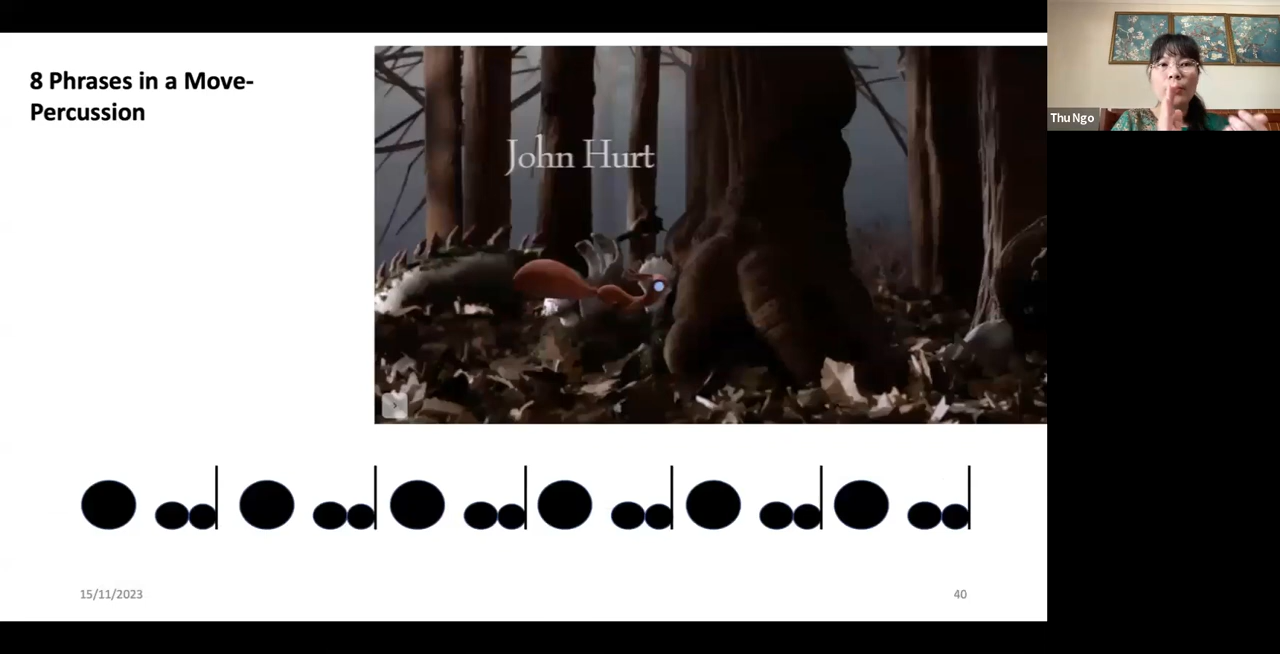 8 Phrases in a Move-
Percussion
John Hurt
Thu Ngo
15/11/2023
40